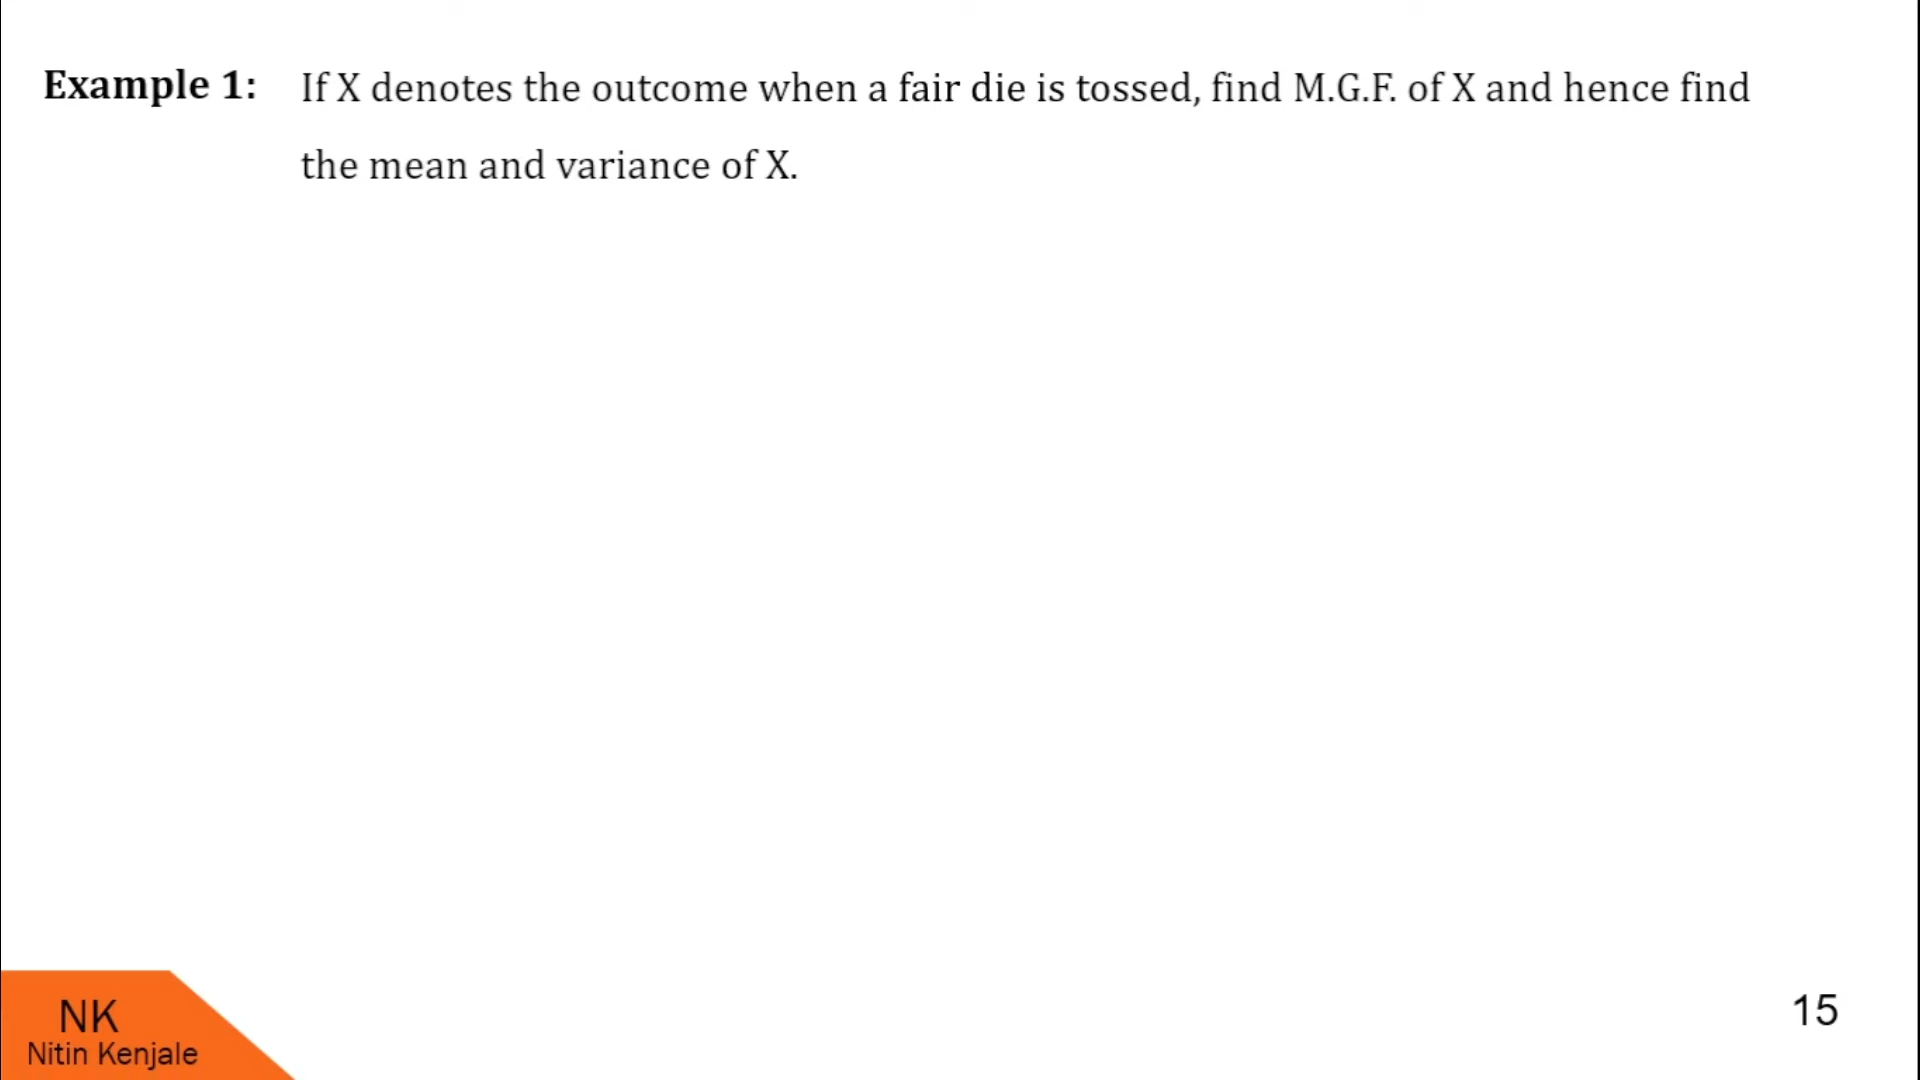 Example 1: If X denotes the outcome when a fair die is tossed, find M.G.F. of X and hence find
the mean and variance of X.
NK
Nitin Kenjale
15